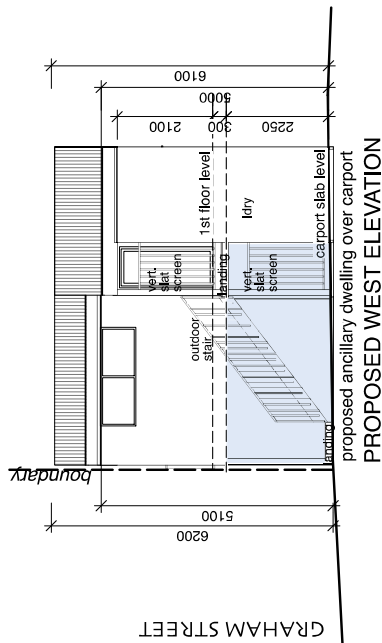 6100
5000
2100
300
2250
1st floor level
ldry
carport slab level
vert.
slat
screen
landing
vert.
slat
screen
outdoor
stair
landing
boundary
5100
6200
GRAHAM STREET
proposed ancillary dwelling over carport
PROPOSED WEST ELEVATION